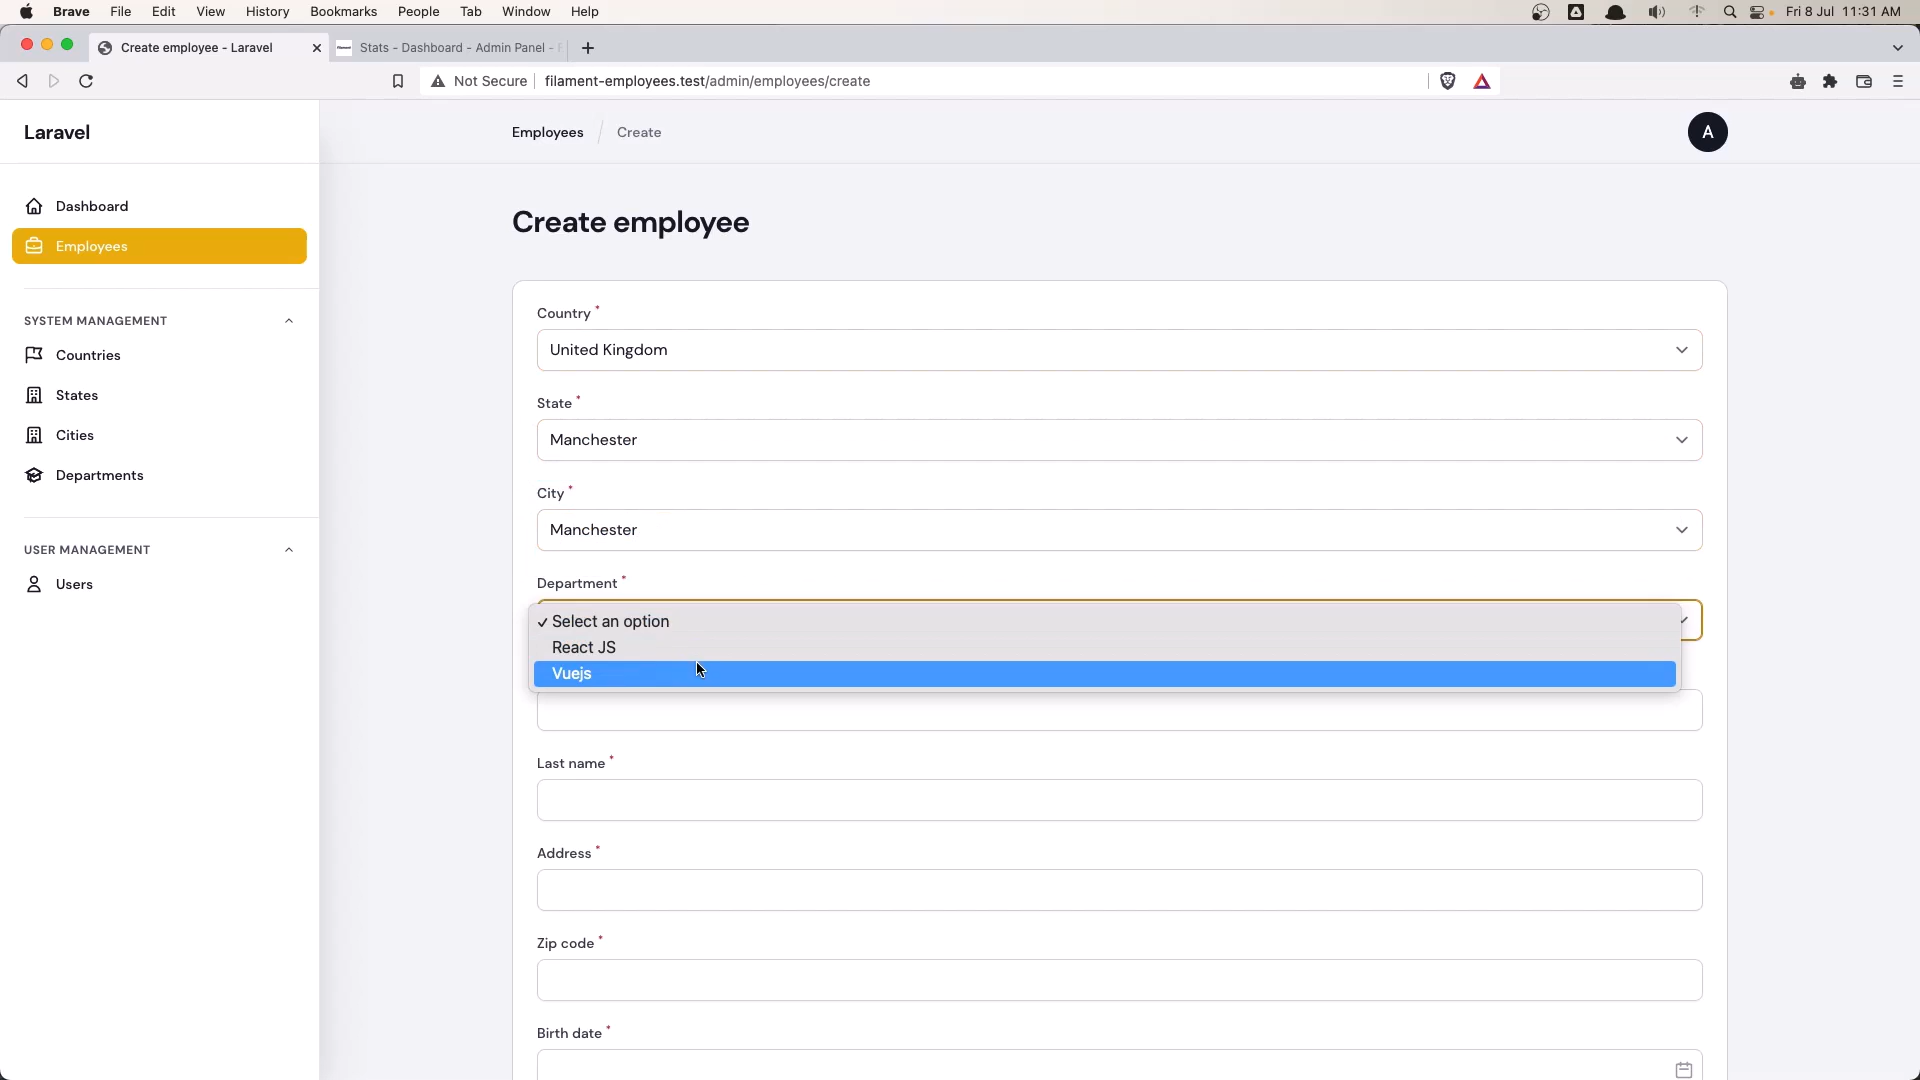 Brave File Edit View History Bookmarks People Tab Window Help Fri 8 Jul 11:31 AM
Create employee - Laravel
Stats - Dashboard - Admin Panel -
Not Secure filament-employees.test/admin/employees/create
Laravel
Employees Create
A
Dashboard
Employees
SYSTEM MANAGEMENT
Countries
States
Cities
Departments
USER MANAGEMENT
Users
Create employee
Country *
United Kingdom
State *
Manchester
City *
Manchester
Department *
✓ Select an option
React JS
Vuejs
Last name *
Address *
Zip code *
Birth date *